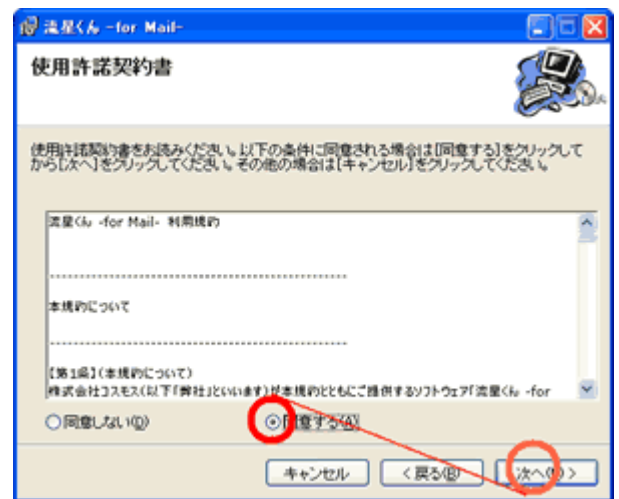 流星くん -for Mail-
使用許諾契約書
使用許諾契約書をお読みください。以下の条件に同意される場合は[同意する]をクリックして
から[次へ]をクリックしてください。その他の場合は[キャンセル]をクリックしてください。
流星くん -for Mail- 利用規約
--------------------------------------------------
本規約について
--------------------------------------------------
【第1条】(本規約について)
株式会社コスモス(以下「弊社」といいます)が本規約とともにご提供するソフトウェア「流星くん -for
同意しない(D)
同意する(A)
キャンセル
< 戻る(B)
次へ(N) >